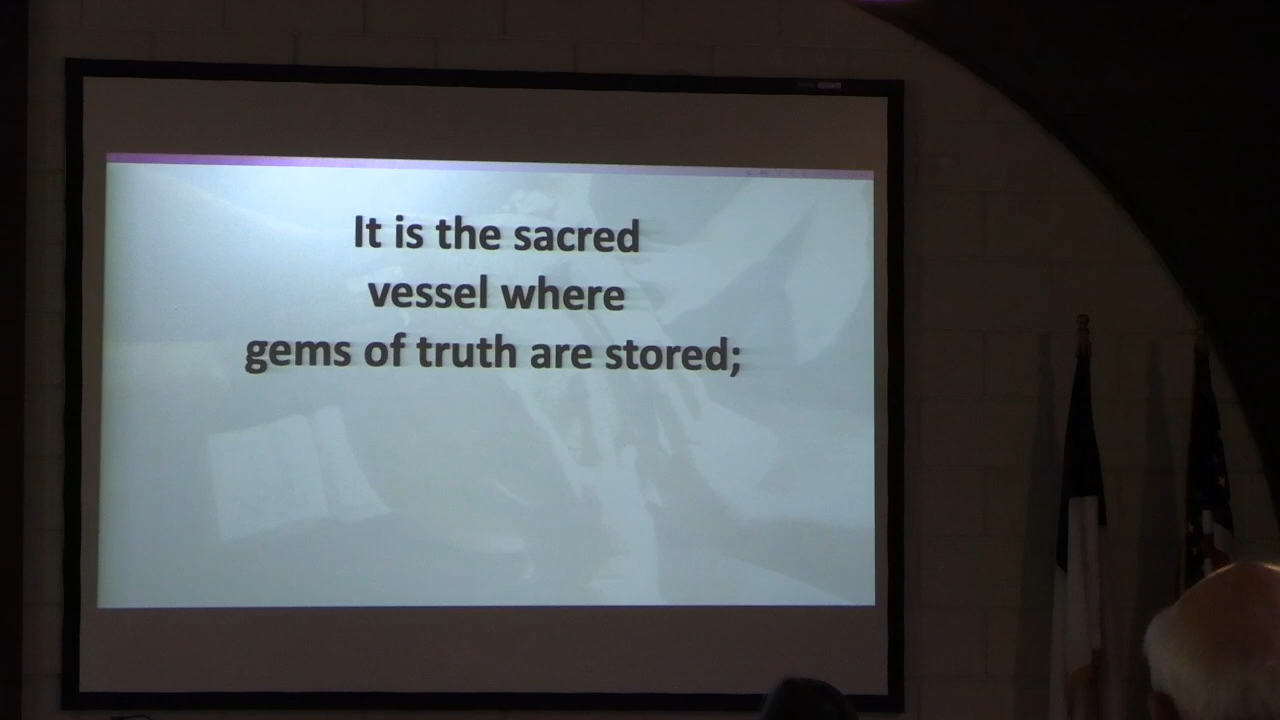 It is the sacred
vessel where
gems of truth are stored;